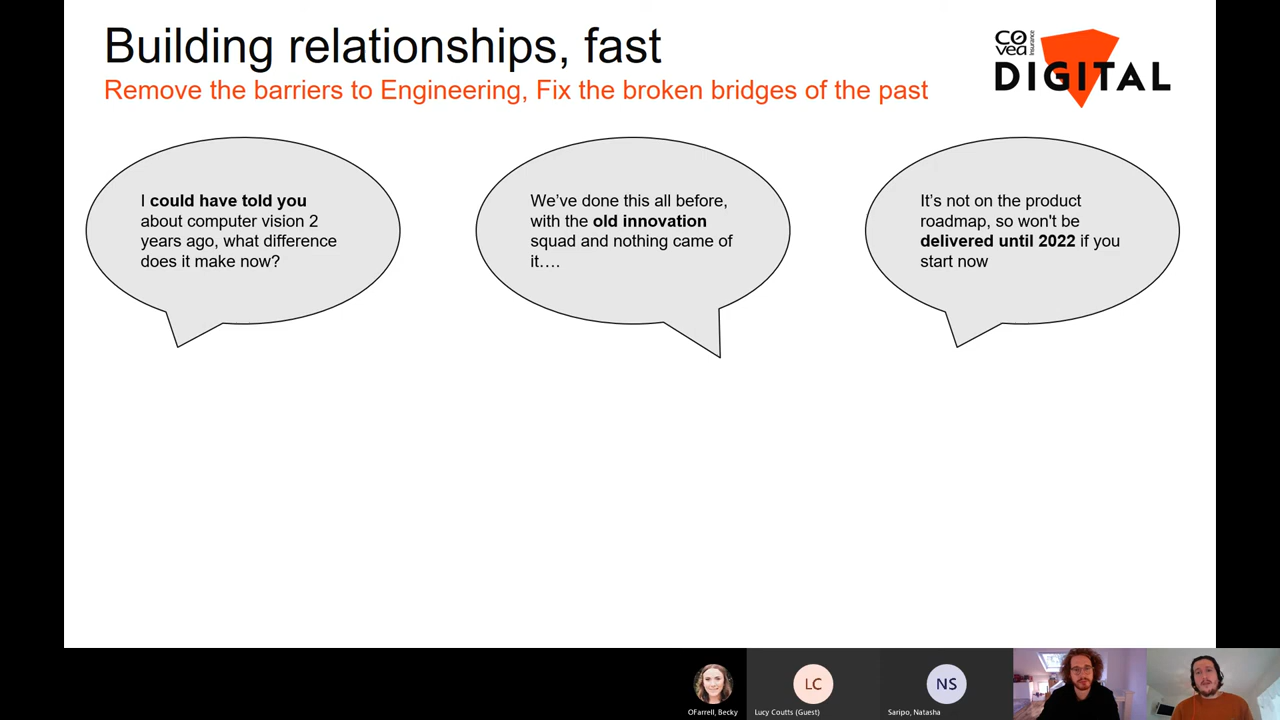 Building relationships, fast
Remove the barriers to Engineering, Fix the broken bridges of the past
COvea Insurance
DIGITAL
I could have told you
about computer vision 2
years ago, what difference
does it make now?
We’ve done this all before,
with the old innovation
squad and nothing came of
it….
It’s not on the product
roadmap, so won't be
delivered until 2022 if you
start now
OFarrell, Becky
LC
Lucy Coutts (Guest)
NS
Saripo, Natasha